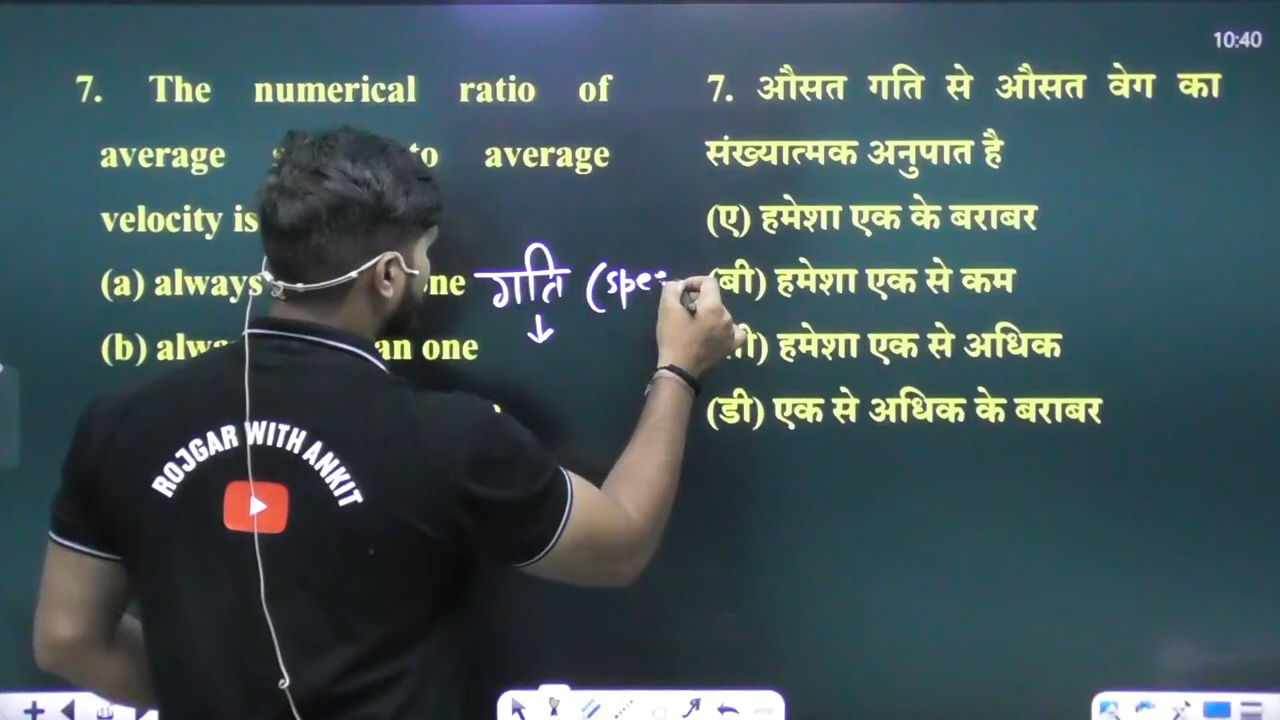 10:40
7. The numerical ratio of
average to average
velocity is
(a) always one
(b) an one
7. औसत गति से औसत वेग का
संख्यात्मक अनुपात है
(ए) हमेशा एक के बराबर
(बी) हमेशा एक से कम
हमेशा एक से अधिक
(डी) एक से अधिक के बराबर
गति (spe
ROJGAR WITH ANKIT